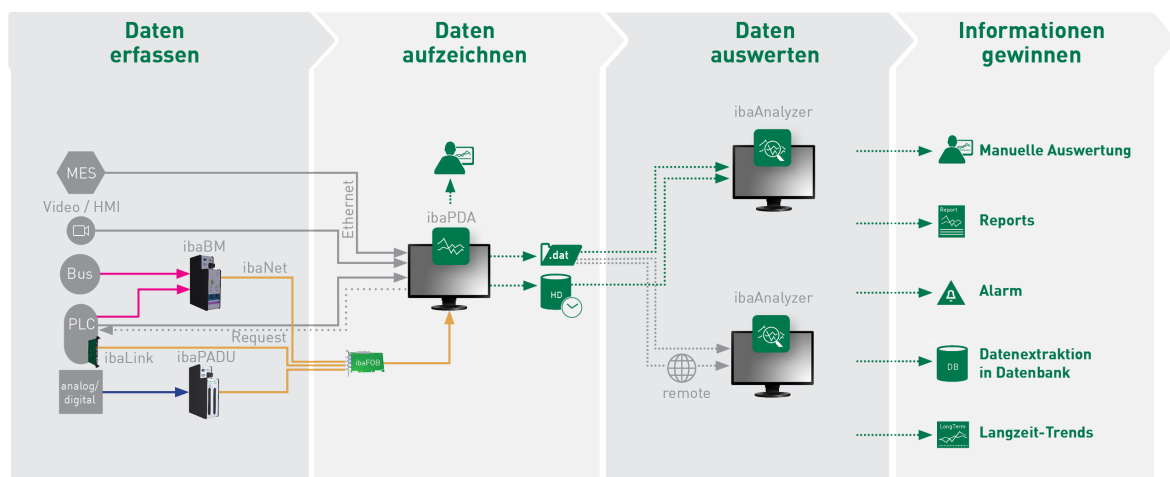 Daten
erfassen
Daten
aufzeichnen
Daten
auswerten
Informationen
gewinnen
MES
Video / HMI
Bus
PLC
analog/
digital
ibaBM
ibaNet
ibaLink
ibaPADU
Request
Ethernet
ibaFOB
ibaPDA
.dat
HD
ibaAnalyzer
ibaAnalyzer
remote
Manuelle Auswertung
Report
Reports
Alarm
DB
Datenextraktion
in Datenbank
LongTerm
Langzeit-Trends